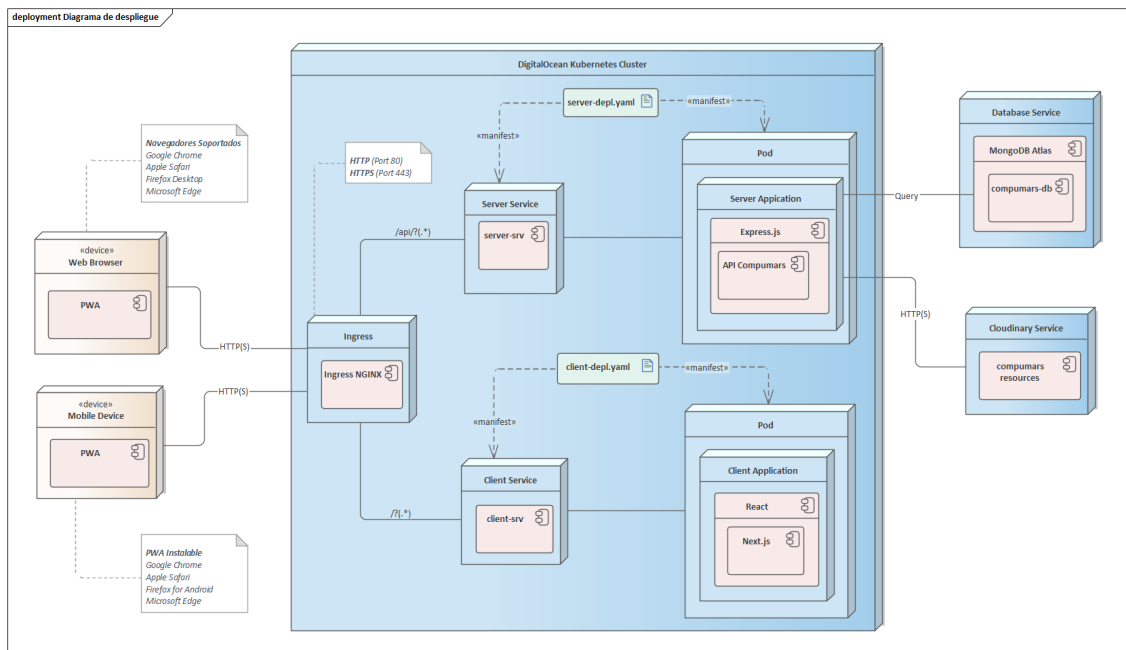 deployment Diagrama de despliegue
DigitalOcean Kubernetes Cluster
server-depl.yaml
«manifest»
«manifest»
Navegadores Soportados
Google Chrome
Apple Safari
Firefox Desktop
Microsoft Edge
HTTP (Port 80)
HTTPS (Port 443)
Pod
Server Appication
Express.js
API Compumars
Database Service
MongoDB Atlas
compumars-db
Query
Server Service
server-srv
/api/?(.*)
«device»
Web Browser
PWA
HTTP(S)
Ingress
Ingress NGINX
HTTP(S)
Cloudinary Service
compumars
resources
client-depl.yaml
«manifest»
«manifest»
«device»
Mobile Device
PWA
HTTP(S)
Pod
Client Application
React
Next.js
Client Service
client-srv
/?(.*)
PWA Instalable
Google Chrome
Apple Safari
Firefox for Android
Microsoft Edge